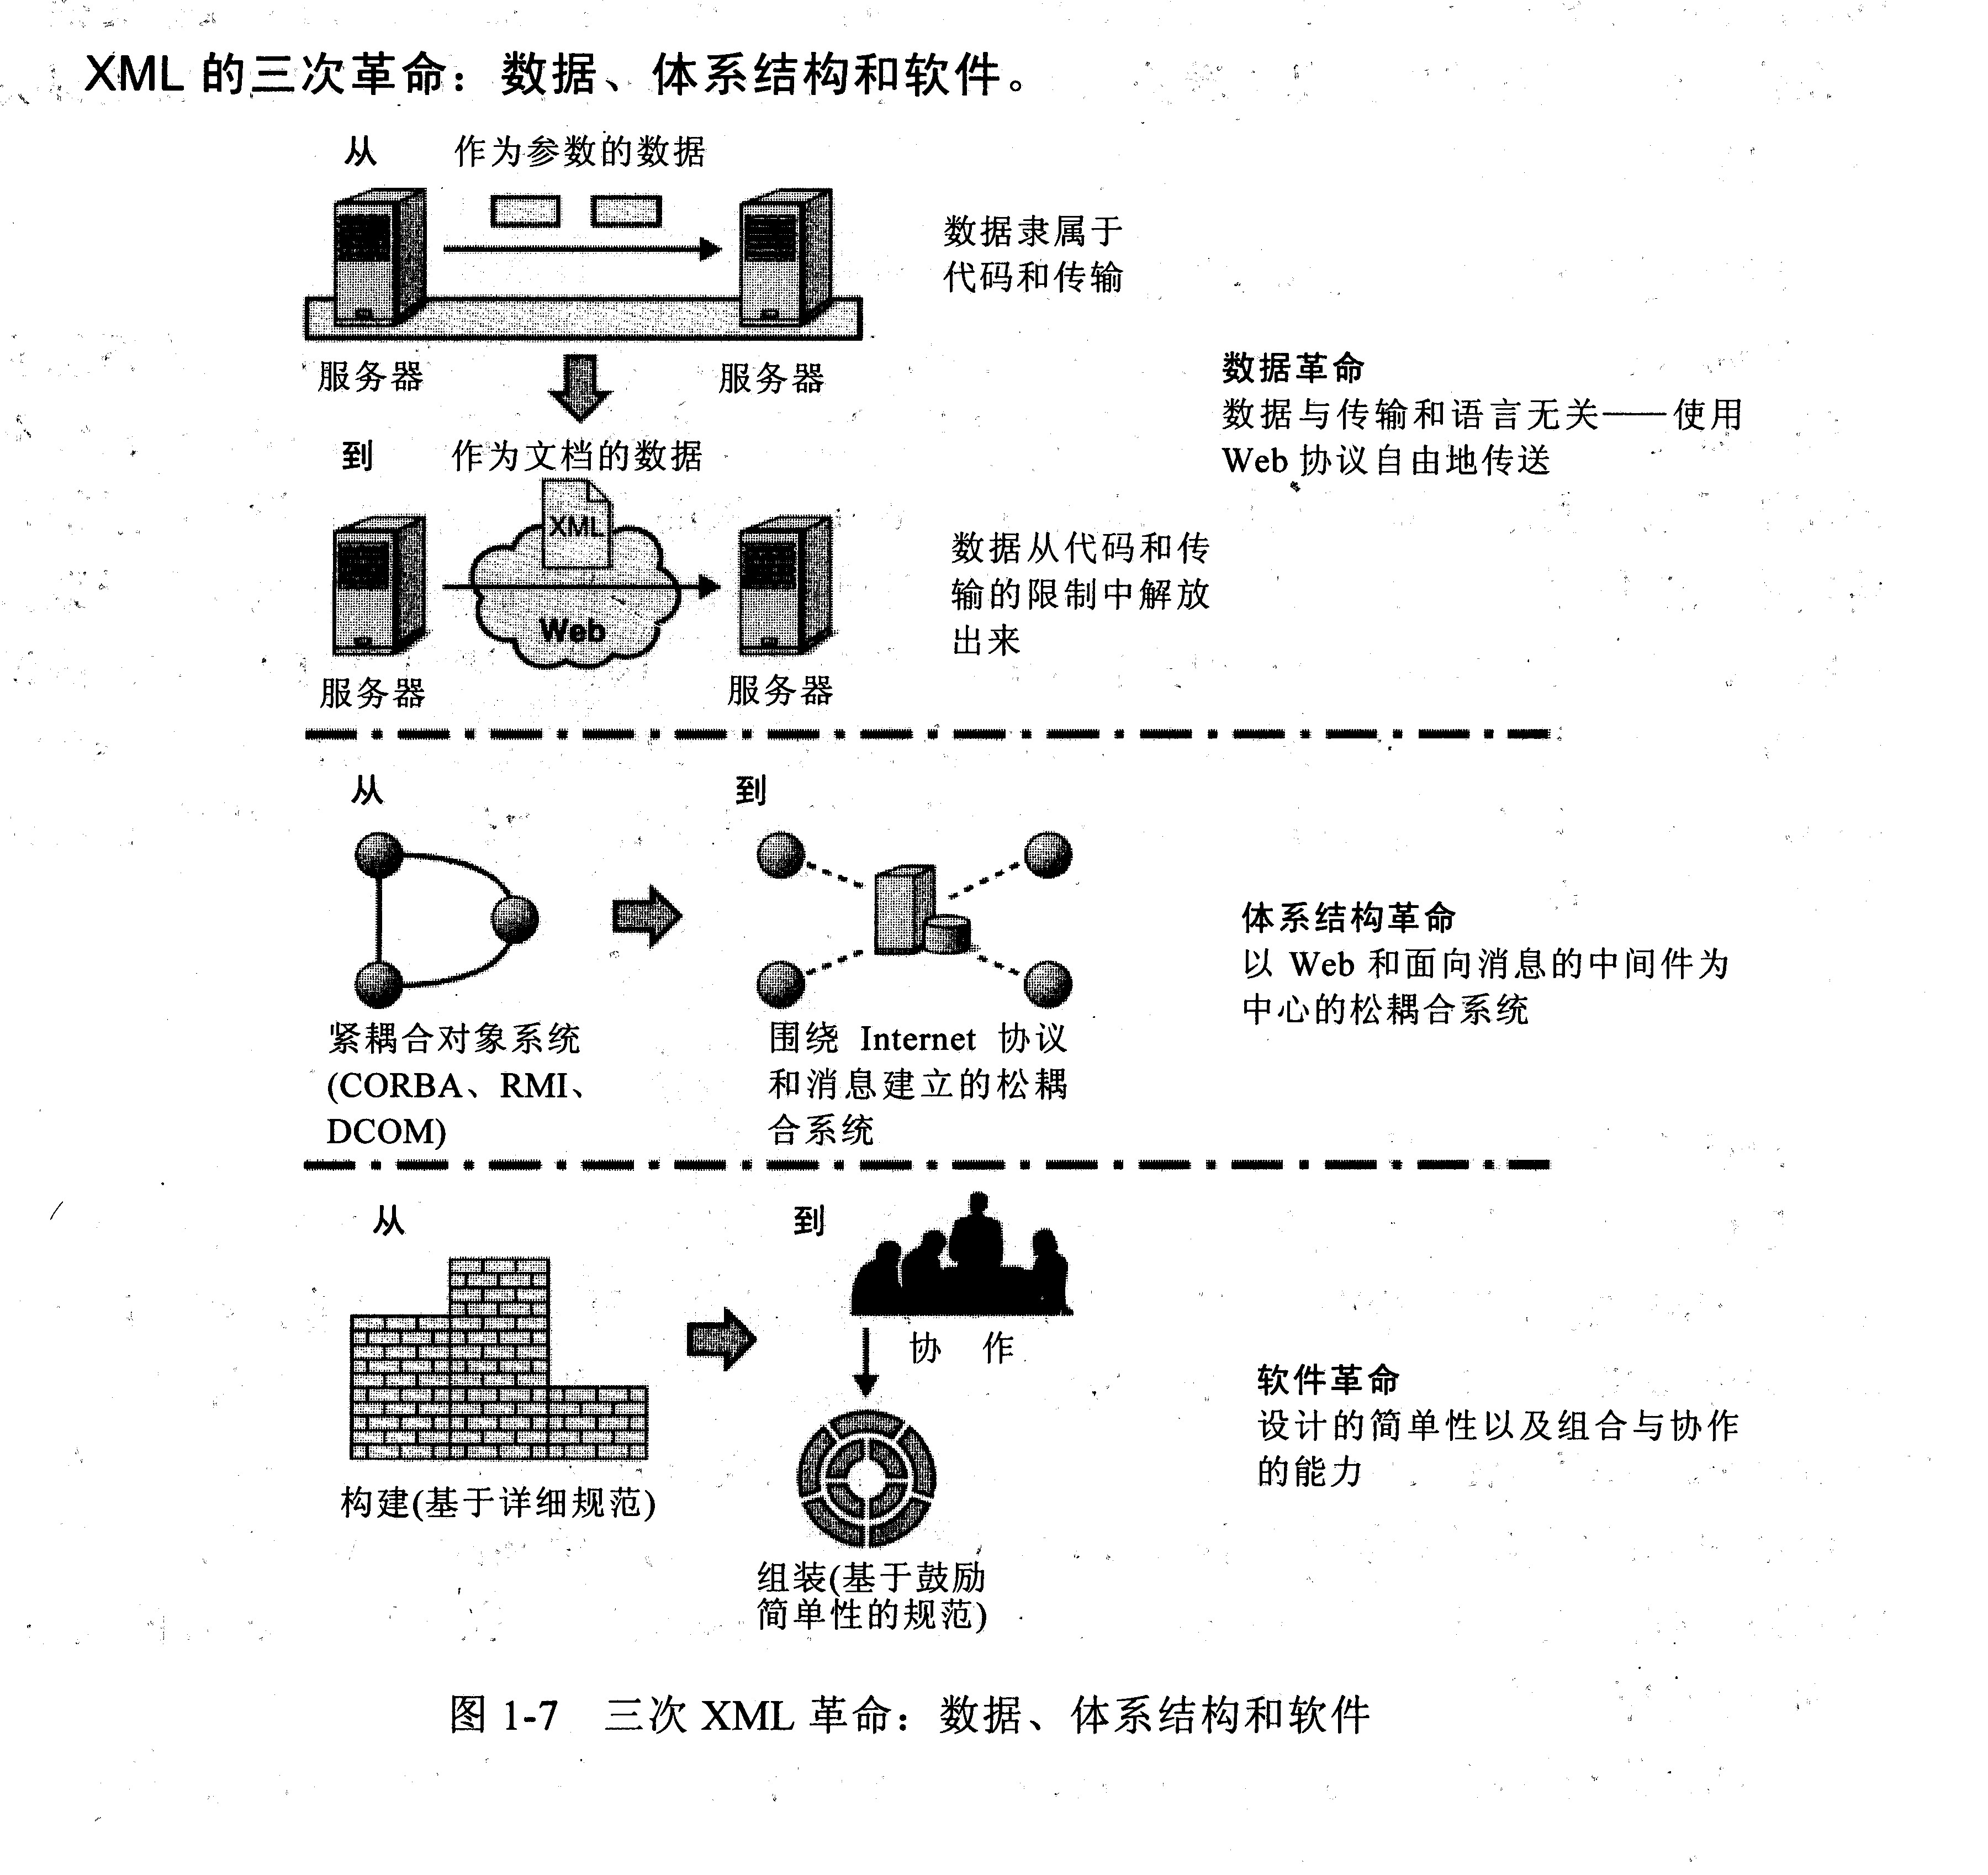 XML 的三次革命：数据、体系结构和软件。
从 作为参数的数据
数据隶属于
代码和传输
服务器 服务器
数据革命
数据与传输和语言无关——使用
Web 协议自由地传送
到 作为文档的数据
XML
Web
数据从代码和传
输的限制中解放
出来
服务器 服务器
从 到
体系结构革命
以 Web 和面向消息的中间件为
中心的松耦合系统
紧耦合对象系统
(CORBA、RMI、
DCOM)
围绕 Internet 协议
和消息建立的松耦
合系统
从 到
协 作
软件革命
设计的简单性以及组合与协作
的能力
构建(基于详细规范)
组装(基于鼓励
简单性的规范)
图 1-7 三次 XML 革命：数据、体系结构和软件